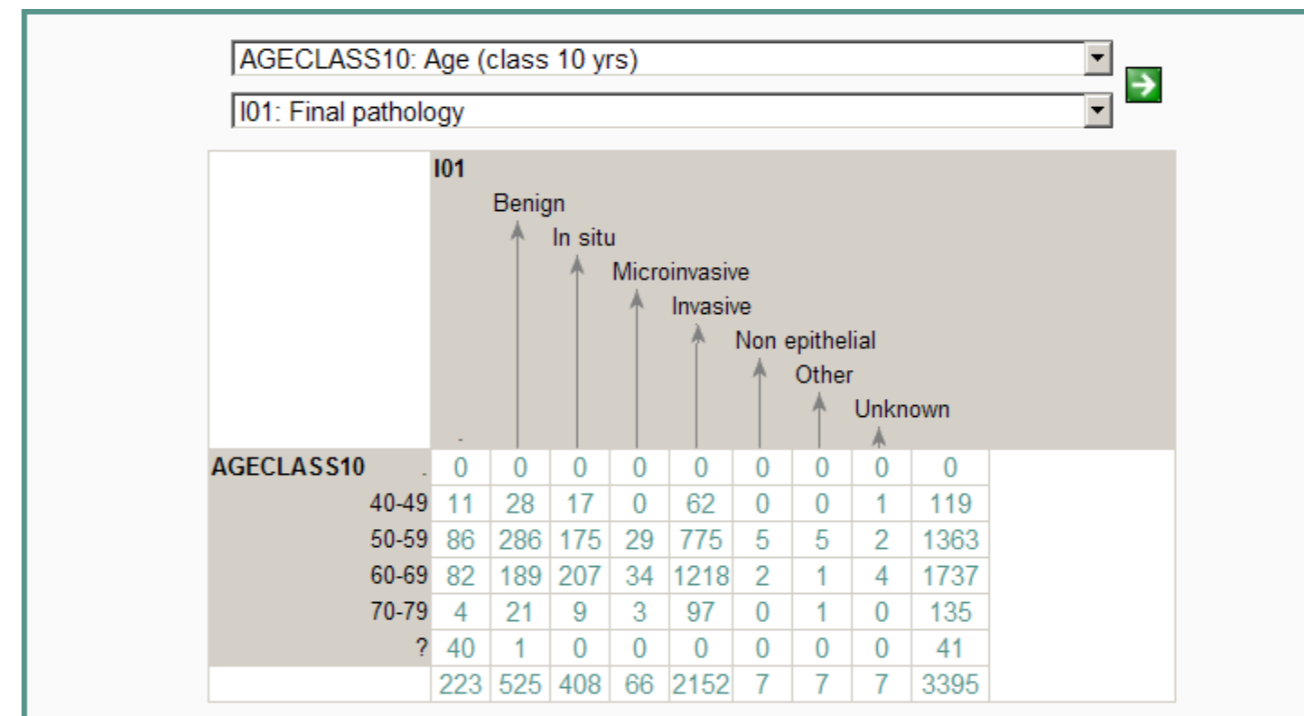 AGECLASS10: Age (class 10 yrs)
I01: Final pathology
I01
Benign
In situ
Microinvasive
Invasive
Non epithelial
Other
Unknown
.
AGECLASS10 . 0 0 0 0 0 0 0 0 0
40-49 11 28 17 0 62 0 0 1 119
50-59 86 286 175 29 775 5 5 2 1363
60-69 82 189 207 34 1218 2 1 4 1737
70-79 4 21 9 3 97 0 1 0 135
? 40 1 0 0 0 0 0 0 41
223 525 408 66 2152 7 7 7 3395